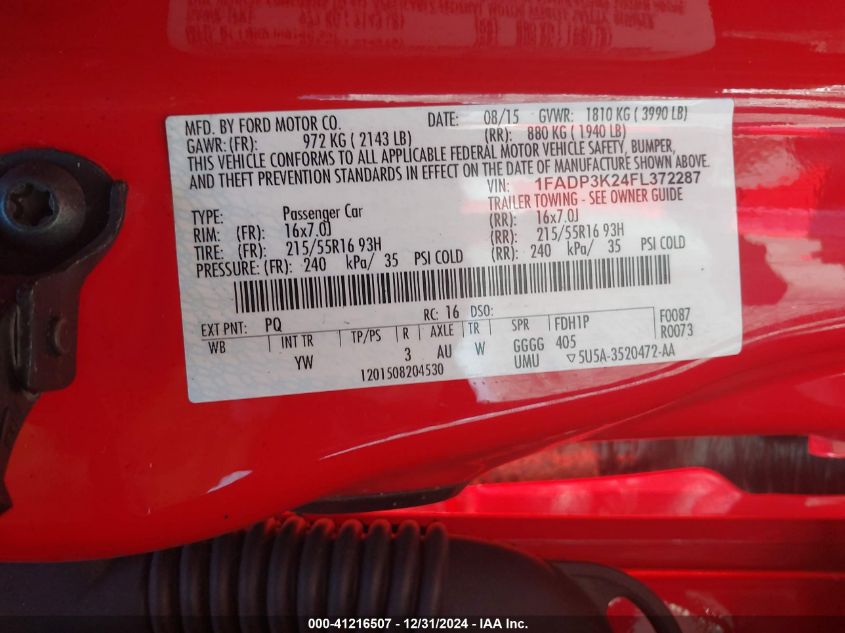 MFD. BY FORD MOTOR CO. DATE: 08/15 GVWR: 1810 KG ( 3990 LB)
GAWR: (FR): 972 KG ( 2143 LB) (RR): 880 KG ( 1940 LB)
THIS VEHICLE CONFORMS TO ALL APPLICABLE FEDERAL MOTOR VEHICLE SAFETY, BUMPER,
AND THEFT PREVENTION STANDARDS IN EFFECT ON THE DATE OF MANUFACTURE SHOWN ABOVE.
VIN: 1FADP3K24FL372287
TRAILER TOWING - SEE OWNER GUIDE
TYPE: Passenger Car
RIM: (FR): 16x7.0J (RR): 16x7.0J
TIRE: (FR): 215/55R16 93H (RR): 215/55R16 93H
PRESSURE: (FR): 240 kPa/ 35 PSI COLD (RR): 240 kPa/ 35 PSI COLD
EXT PNT: PQ RC: 16 DSO: F0087
WB INT TR TP/PS R AXLE TR SPR FDH1P R0073
YW 3 AU W GGGG 405
UMU ▽5U5A-3520472-AA
1201508204530
000-41216507 - 12/31/2024 - IAA Inc.